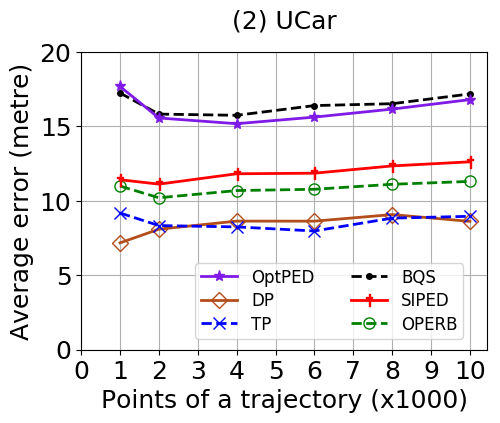 (2) UCar
Average error (metre)
20
15
10
5
0
OptPED
DP
TP
BQS
SIPED
OPERB
0 1 2 3 4 5 6 7 8 9 10
Points of a trajectory (x1000)